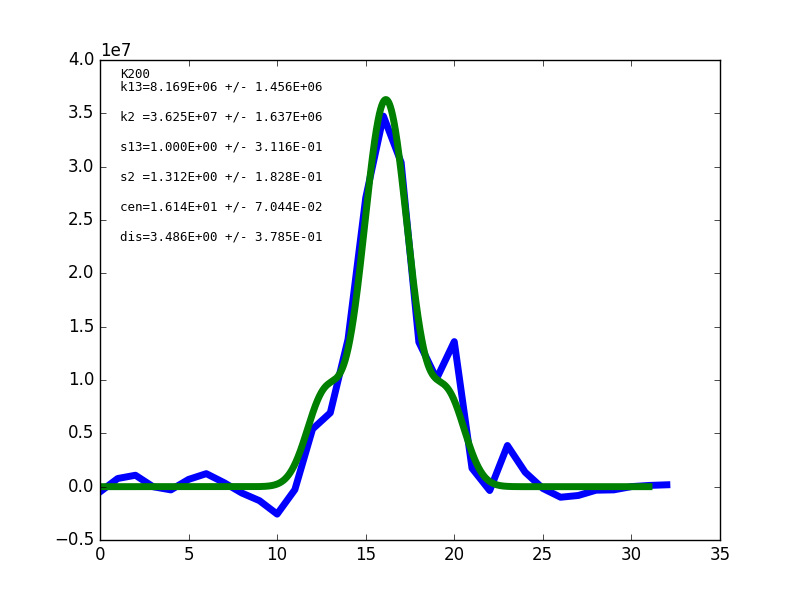 1e7
4.0
3.5
3.0
2.5
2.0
1.5
1.0
0.5
0.0
−0.5
K200
k13=8.169E+06 +/- 1.456E+06
k2 =3.625E+07 +/- 1.637E+06
s13=1.000E+00 +/- 3.116E-01
s2 =1.312E+00 +/- 1.828E-01
cen=1.614E+01 +/- 7.044E-02
dis=3.486E+00 +/- 3.785E-01
0 5 10 15 20 25 30 35